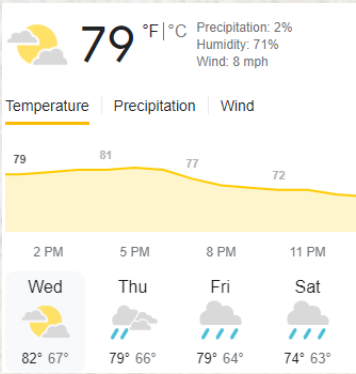 79 °F|°C
Precipitation: 2%
Humidity: 71%
Wind: 8 mph
Temperature | Precipitation | Wind
79 81 77 72
2 PM 5 PM 8 PM 11 PM
Wed Thu Fri Sat
82° 67° 79° 66° 79° 64° 74° 63°